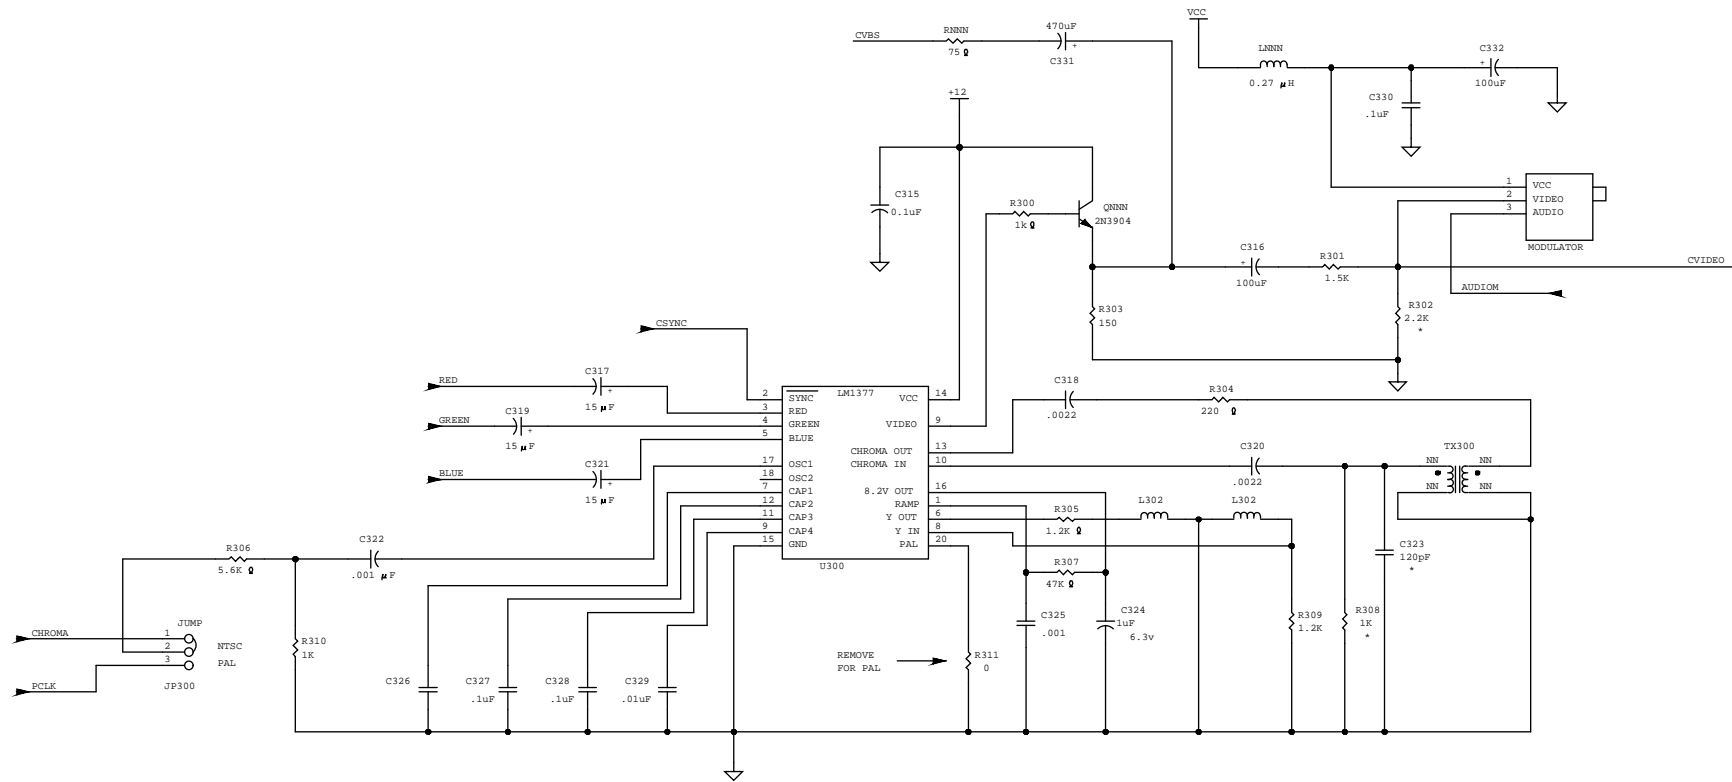 VCC
CVBS
RNNN
75 Ω
470uF
+
C331
LNNN
0.27 µH
C332
+
100uF
C330
.1uF
+12
C315
0.1uF
R300
1k Ω
QNNN
2N3904
1 VCC
2 VIDEO
3 AUDIO
MODULATOR
C316
+
100uF
R301
1.5K
CVIDEO
AUDIOM
R303
150
R302
2.2K
*
CSYNC
RED
C317
+
15 µF
GREEN
C319
+
15 µF
BLUE
C321
+
15 µF
LM1377
2 SYNC
3 RED
4 GREEN
5 BLUE
17 OSC1
18 OSC2
7 CAP1
12 CAP2
11 CAP3
9 CAP4
15 GND
VCC 14
VIDEO 9
CHROMA OUT 13
CHROMA IN 10
8.2V OUT 16
RAMP 1
Y OUT 6
Y IN 8
PAL 20
U300
C318
.0022
R304
220 Ω
C320
.0022
TX300
NN NN
NN NN
R305
1.2K Ω
L302
L302
R307
47K Ω
C323
120pF
*
R306
5.6K Ω
C322
.001 µF
C325
.001
C324
1uF
6.3v
R309
1.2K
R308
1K
*
CHROMA
JUMP
1
2
3
NTSC
PAL
JP300
PCLK
R310
1K
REMOVE
FOR PAL
R311
0
C326
C327
.1uF
C328
.1uF
C329
.01uF